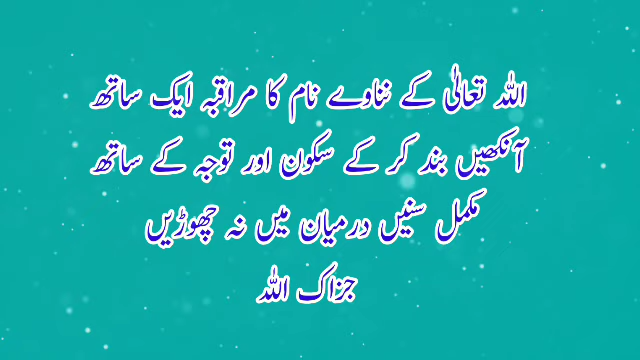 اللہ تعالیٰ کے نناوے نام کا مراقبہ ایک ساتھ
آنکھیں بند کر کے سکون اور توجہ کے ساتھ
مکمل سنیں درمیان میں نہ چھوڑیں
جزاک اللہ